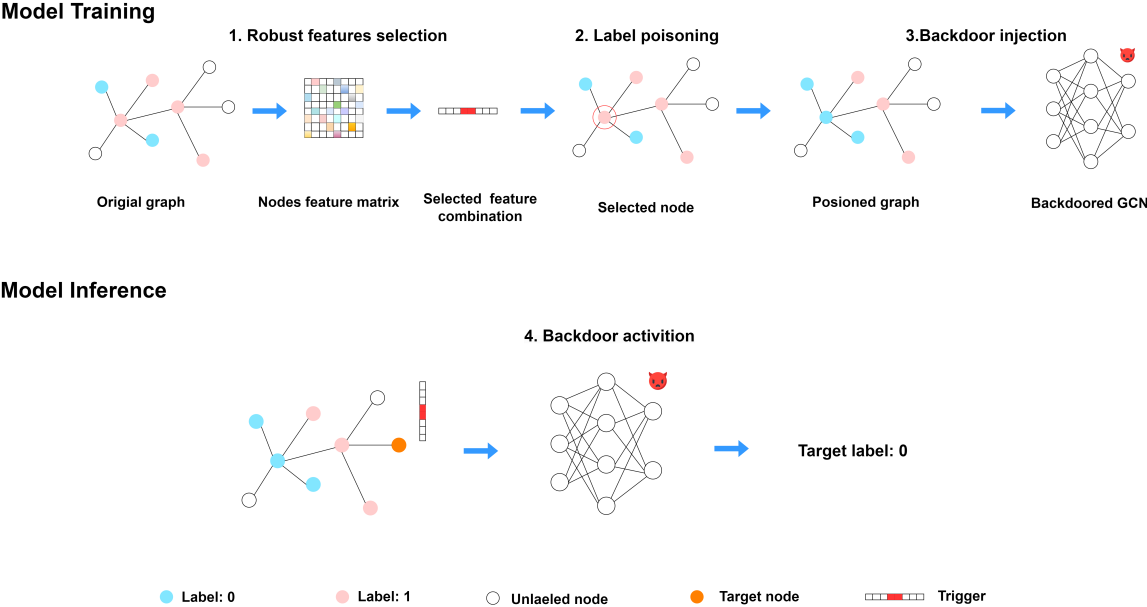 Model Training
1. Robust features selection
2. Label poisoning
3.Backdoor injection
Origial graph
Nodes feature matrix
Selected feature
combination
Selected node
Posioned graph
Backdoored GCN
Model Inference
4. Backdoor activition
Target label: 0
Label: 0
Label: 1
Unlaeled node
Target node
Trigger